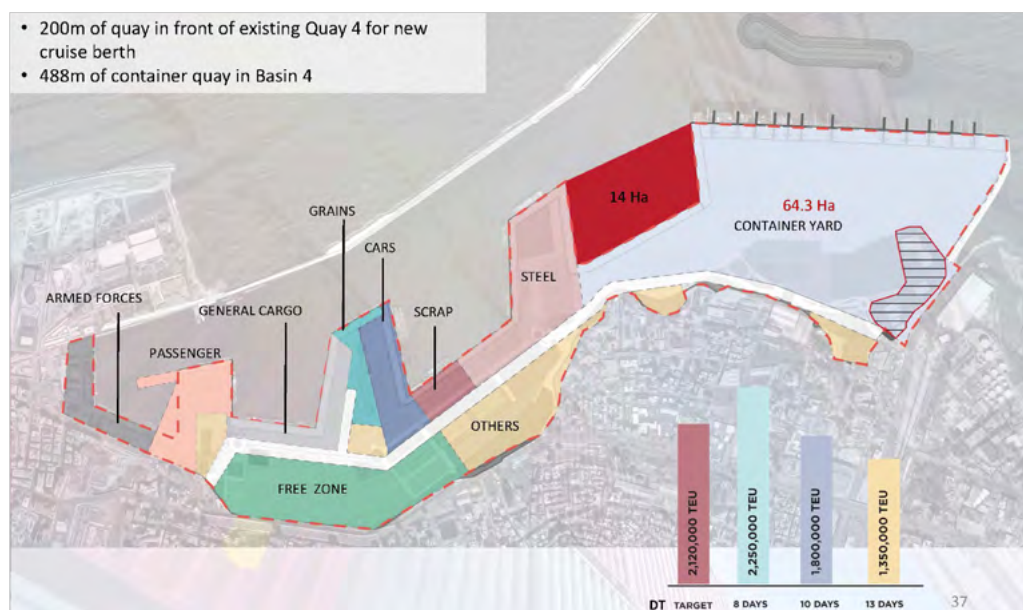 • 200m of quay in front of existing Quay 4 for new
cruise berth
• 488m of container quay in Basin 4
14 Ha
64.3 Ha
CONTAINER YARD
GRAINS
CARS
STEEL
ARMED FORCES
GENERAL CARGO
SCRAP
PASSENGER
OTHERS
FREE ZONE
2,120,000 TEU
2,250,000 TEU
1,800,000 TEU
1,350,000 TEU
DT TARGET 8 DAYS 10 DAYS 13 DAYS
37